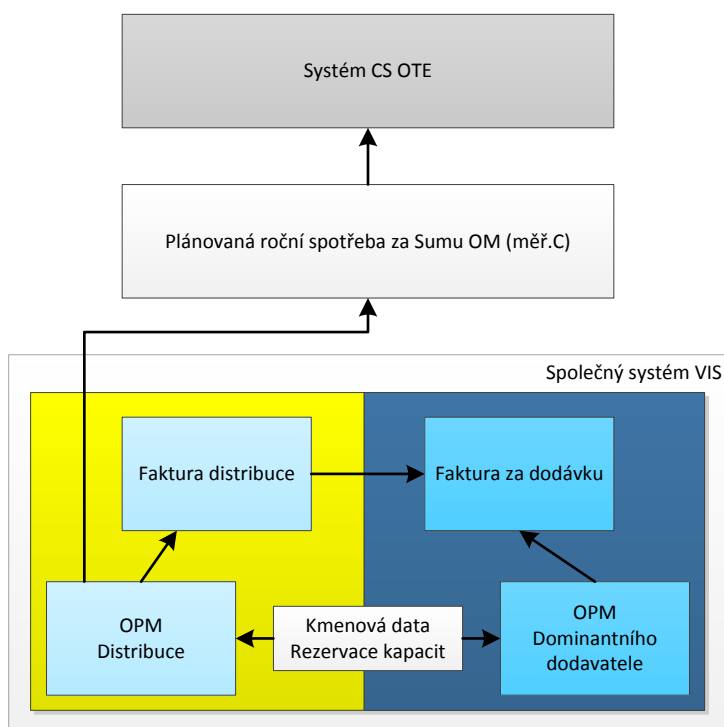 Systém CS OTE
Plánovaná roční spotřeba za Sumu OM (měř.C)
Společný systém VIS
Faktura distribuce
Faktura za dodávku
OPM
Distribuce
Kmenová data
Rezervace kapacit
OPM
Dominantního
dodavatele